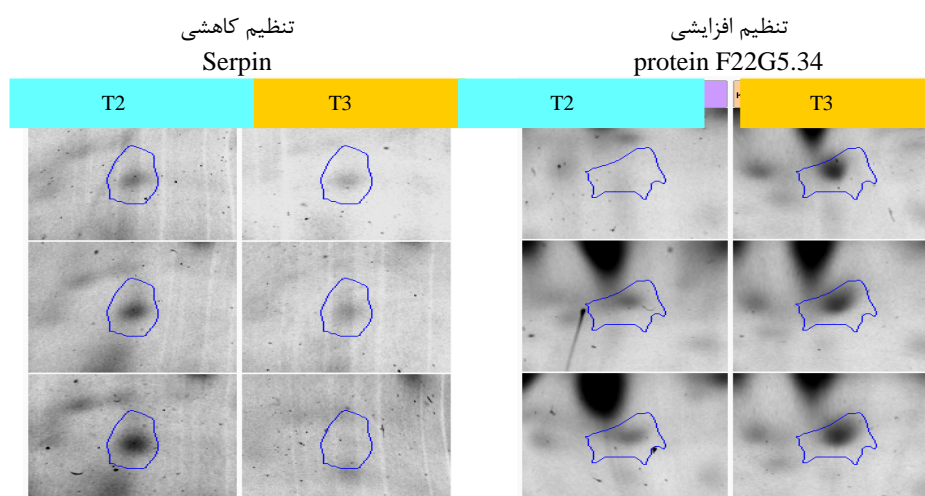 تنظیم کاهشی
Serpin
تنظیم افزایشی
protein F22G5.34
T2
T3
T2
T3